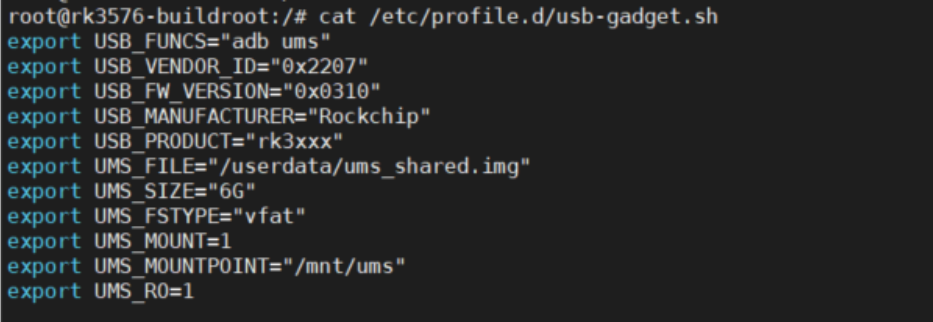 root@rk3576-buildroot:/# cat /etc/profile.d/usb-gadget.sh
export USB_FUNCS="adb ums"
export USB_VENDOR_ID="0x2207"
export USB_FW_VERSION="0x0310"
export USB_MANUFACTURER="Rockchip"
export USB_PRODUCT="rk3xxx"
export UMS_FILE="/userdata/ums_shared.img"
export UMS_SIZE="6G"
export UMS_FSTYPE="vfat"
export UMS_MOUNT=1
export UMS_MOUNTPOINT="/mnt/ums"
export UMS_RO=1